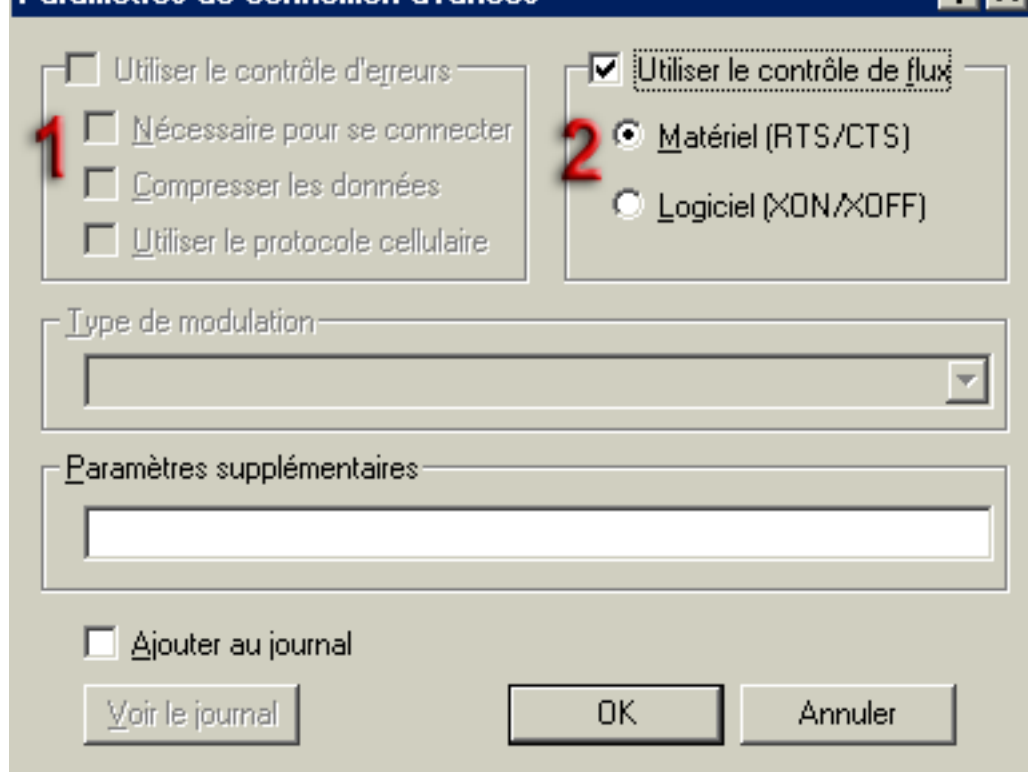 Paramètres de connexion avancés
Utiliser le contrôle d'erreurs
1
Nécessaire pour se connecter
Compresser les données
Utiliser le protocole cellulaire
Utiliser le contrôle de flux
2
Matériel (RTS/CTS)
Logiciel (XON/XOFF)
Type de modulation
Paramètres supplémentaires
Ajouter au journal
Voir le journal
OK
Annuler